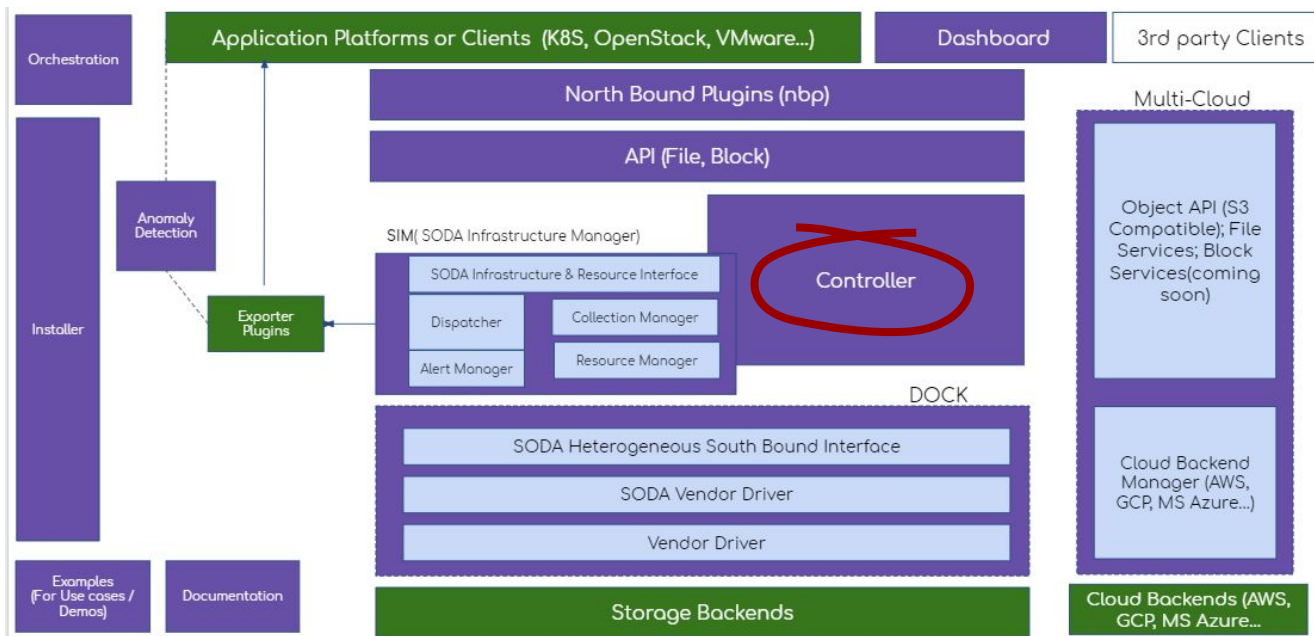 Orchestration
Application Platforms or Clients (K8S, OpenStack, VMware...)
Dashboard
3rd party Clients
North Bound Plugins (nbp)
Multi-Cloud
API (File, Block)
Installer
Anomaly
Detection
Exporter
Plugins
SIM( SODA Infrastructure Manager)
SODA Infrastructure & Resource Interface
Dispatcher
Collection Manager
Alert Manager
Resource Manager
Controller
Object API (S3
Compatible); File
Services; Block
Services(coming
soon)
DOCK
SODA Heterogeneous South Bound Interface
SODA Vendor Driver
Vendor Driver
Cloud Backend
Manager (AWS,
GCP, MS Azure...)
Examples
(For Use cases /
Demos)
Documentation
Storage Backends
Cloud Backends (AWS,
GCP, MS Azure...